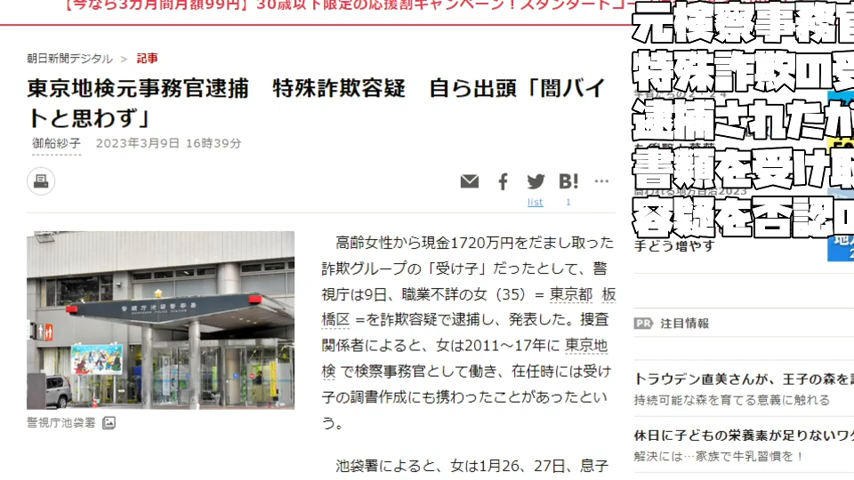 【今なら3カ月間月額99円】30歳以下限定の応援割キャンペーン！スタンダードコー
朝日新聞デジタル > 記事
東京地検元事務官逮捕　特殊詐欺容疑　自ら出頭「闇バイ
トと思わず」
御船紗子　2023年3月9日 16時39分
list
1
高齢女性から現金1720万円をだまし取った
詐欺グループの「受け子」だったとして、警
視庁は9日、職業不詳の女（35）＝東京都 板
橋区 ＝を詐欺容疑で逮捕し、発表した。捜査
関係者によると、女は2011～17年に 東京地
検 で検察事務官として働き、在任時には受け
子の調書作成にも携わったことがあったとい
う。
池袋署によると、女は1月26、27日、息子
警視庁池袋警察署
警視庁池袋署
元検察事務官
特殊詐欺の受
逮捕されたが
書類を受け取
容疑を否認
手どう増やす
PR 注目情報
トラウデン直美さんが、王子の森を
持続可能な森を育てる意義に触れる
休日に子どもの栄養素が足りないワケ
解決には…家族で牛乳習慣を！